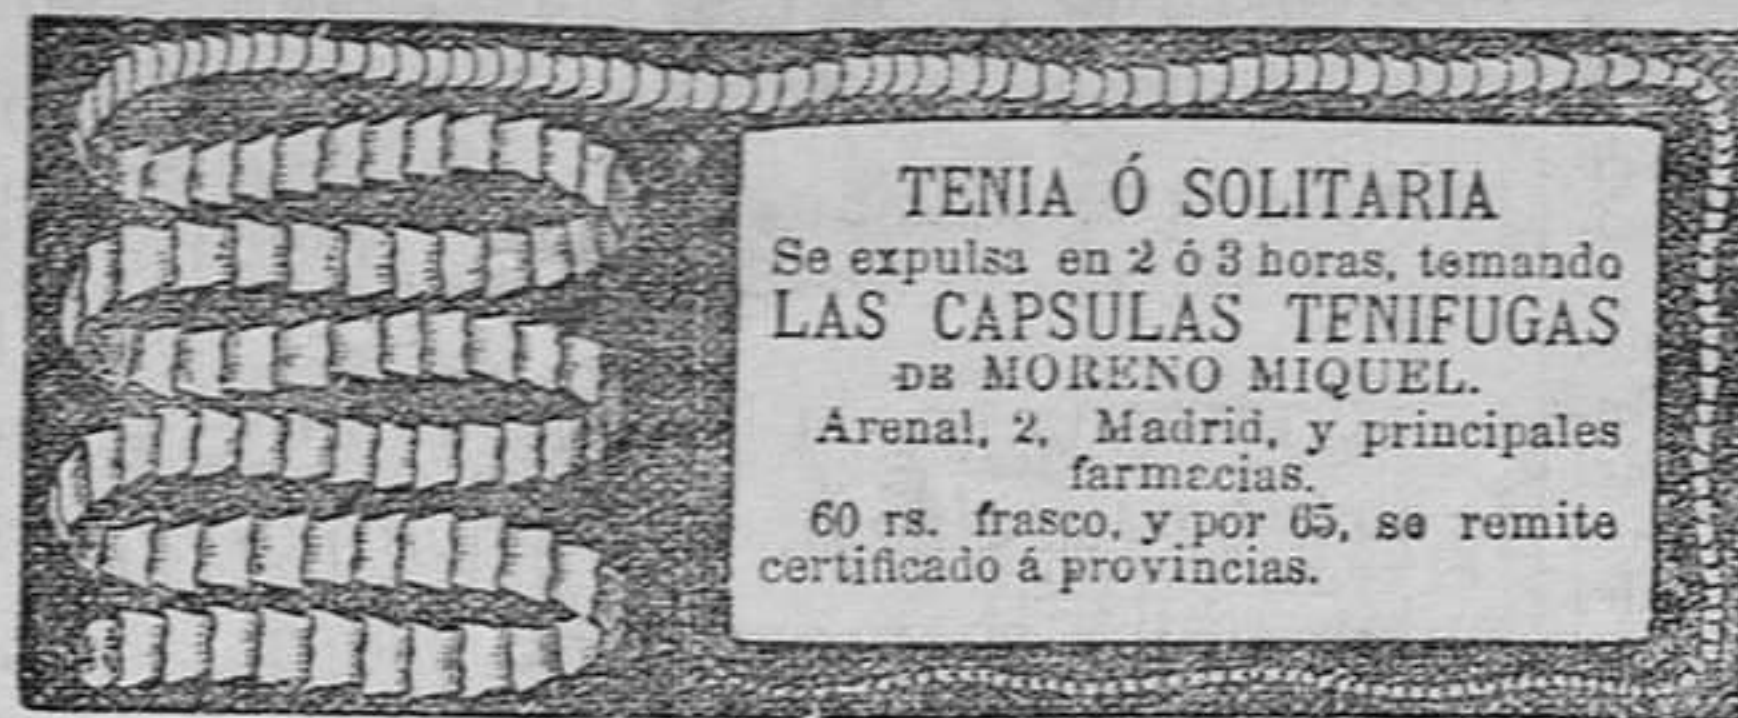 TENIA Ó SOLITARIA
Se expulsa en 2 ó 3 horas, temando
LAS CAPSULAS TENIFUGAS
DE MORENO MIQUEL.
Arenal, 2, Madrid, y principales
farmacias.
60 rs. frasco, y por 65, se remite
certificado á provincias.